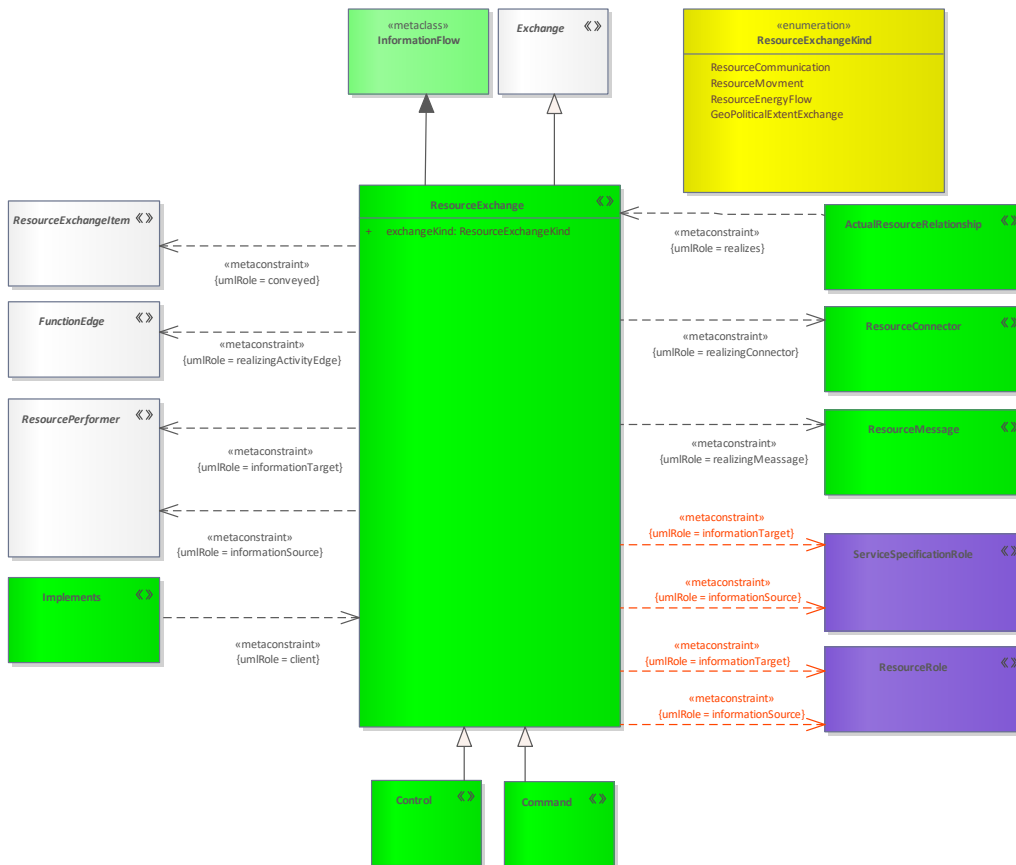 «metaclass»
InformationFlow
Exchange
«enumeration»
ResourceExchangeKind
ResourceCommunication
ResourceMovment
ResourceEnergyFlow
GeoPoliticalExtentExchange
ResourceExchange
+ exchangeKind: ResourceExchangeKind
ResourceExchangeItem
«metaconstraint»
{umlRole = conveyed}
FunctionEdge
«metaconstraint»
{umlRole = realizingActivityEdge}
ResourcePerformer
«metaconstraint»
{umlRole = informationTarget}
«metaconstraint»
{umlRole = informationSource}
Implements
«metaconstraint»
{umlRole = client}
ActualResourceRelationship
«metaconstraint»
{umlRole = realizes}
ResourceConnector
«metaconstraint»
{umlRole = realizingConnector}
ResourceMessage
«metaconstraint»
{umlRole = realizingMeassage}
«metaconstraint»
{umlRole = informationTarget}
ServiceSpecificationRole
«metaconstraint»
{umlRole = informationSource}
«metaconstraint»
{umlRole = informationTarget}
ResourceRole
«metaconstraint»
{umlRole = informationSource}
Control
Command